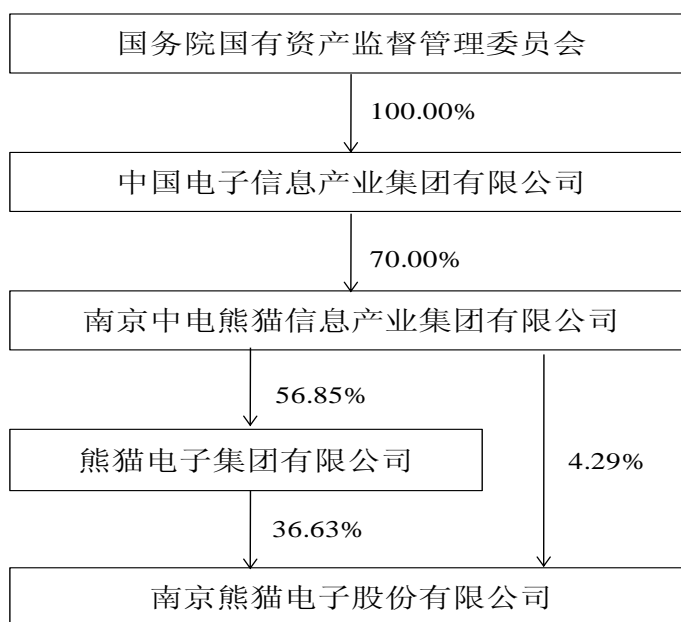 国务院国有资产监督管理委员会
100.00%
中国电子信息产业集团有限公司
70.00%
南京中电熊猫信息产业集团有限公司
56.85%
熊猫电子集团有限公司
4.29%
36.63%
南京熊猫电子股份有限公司